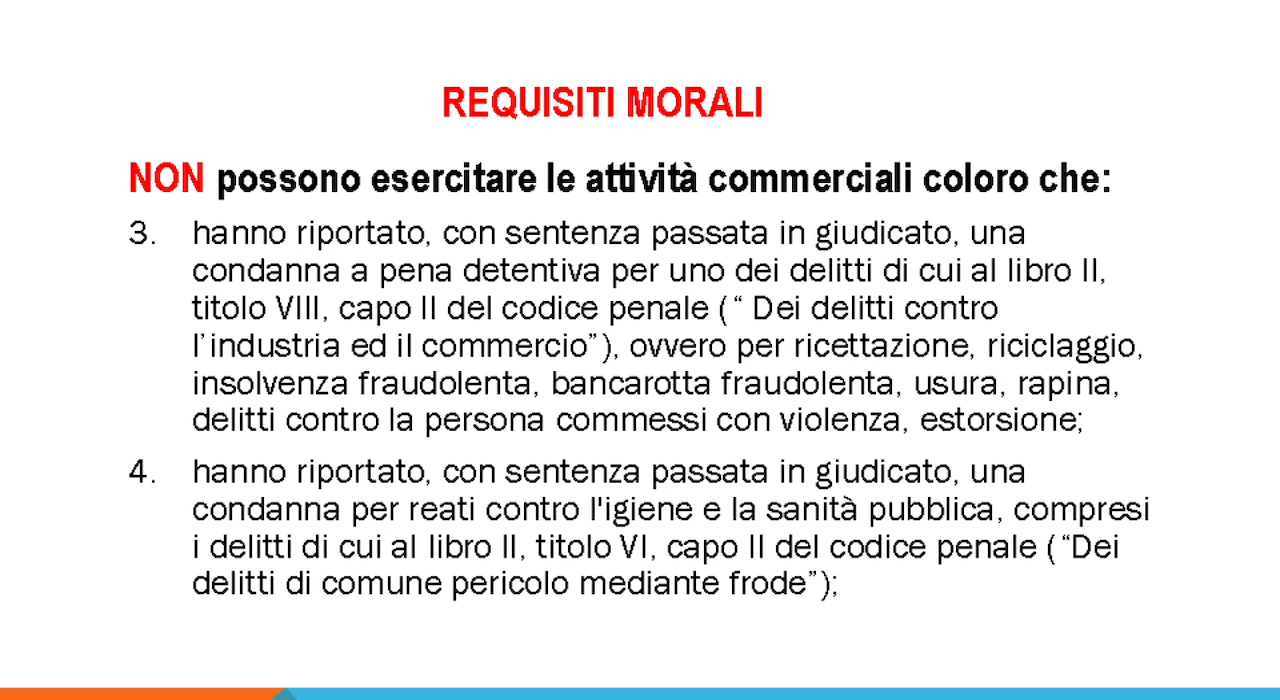 REQUISITI MORALI
NON possono esercitare le attività commerciali coloro che:
3. hanno riportato, con sentenza passata in giudicato, una
condanna a pena detentiva per uno dei delitti di cui al libro II,
titolo VIII, capo II del codice penale (“ Dei delitti contro
l’industria ed il commercio”), ovvero per ricettazione, riciclaggio,
insolvenza fraudolenta, bancarotta fraudolenta, usura, rapina,
delitti contro la persona commessi con violenza, estorsione;
4. hanno riportato, con sentenza passata in giudicato, una
condanna per reati contro l'igiene e la sanità pubblica, compresi
i delitti di cui al libro II, titolo VI, capo II del codice penale (“Dei
delitti di comune pericolo mediante frode”);